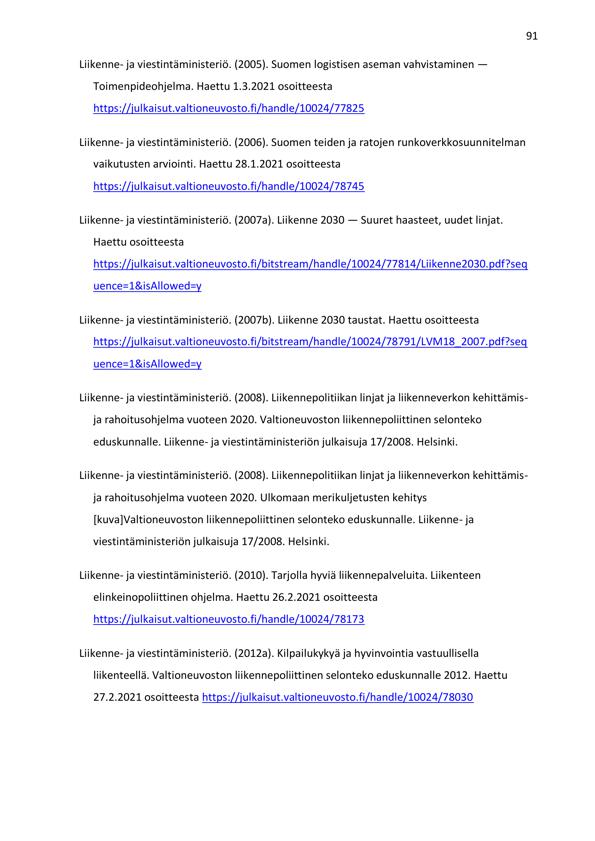 91
Liikenne- ja viestintäministeriö. (2005). Suomen logistisen aseman vahvistaminen —
Toimenpideohjelma. Haettu 1.3.2021 osoitteesta
https://julkaisut.valtioneuvosto.fi/handle/10024/77825
Liikenne- ja viestintäministeriö. (2006). Suomen teiden ja ratojen runkoverkkosuunnitelman
vaikutusten arviointi. Haettu 28.1.2021 osoitteesta
https://julkaisut.valtioneuvosto.fi/handle/10024/78745
Liikenne- ja viestintäministeriö. (2007a). Liikenne 2030 — Suuret haasteet, uudet linjat.
Haettu osoitteesta
https://julkaisut.valtioneuvosto.fi/bitstream/handle/10024/77814/Liikenne2030.pdf?seq
uence=1&isAllowed=y
Liikenne- ja viestintäministeriö. (2007b). Liikenne 2030 taustat. Haettu osoitteesta
https://julkaisut.valtioneuvosto.fi/bitstream/handle/10024/78791/LVM18_2007.pdf?seq
uence=1&isAllowed=y
Liikenne- ja viestintäministeriö. (2008). Liikennepolitiikan linjat ja liikenneverkon kehittämis-
ja rahoitusohjelma vuoteen 2020. Valtioneuvoston liikennepoliittinen selonteko
eduskunnalle. Liikenne- ja viestintäministeriön julkaisuja 17/2008. Helsinki.
Liikenne- ja viestintäministeriö. (2008). Liikennepolitiikan linjat ja liikenneverkon kehittämis-
ja rahoitusohjelma vuoteen 2020. Ulkomaan merikuljetusten kehitys
[kuva]Valtioneuvoston liikennepoliittinen selonteko eduskunnalle. Liikenne- ja
viestintäministeriön julkaisuja 17/2008. Helsinki.
Liikenne- ja viestintäministeriö. (2010). Tarjolla hyviä liikennepalveluita. Liikenteen
elinkeinopoliittinen ohjelma. Haettu 26.2.2021 osoitteesta
https://julkaisut.valtioneuvosto.fi/handle/10024/78173
Liikenne- ja viestintäministeriö. (2012a). Kilpailukykyä ja hyvinvointia vastuullisella
liikenteellä. Valtioneuvoston liikennepoliittinen selonteko eduskunnalle 2012. Haettu
27.2.2021 osoitteesta https://julkaisut.valtioneuvosto.fi/handle/10024/78030